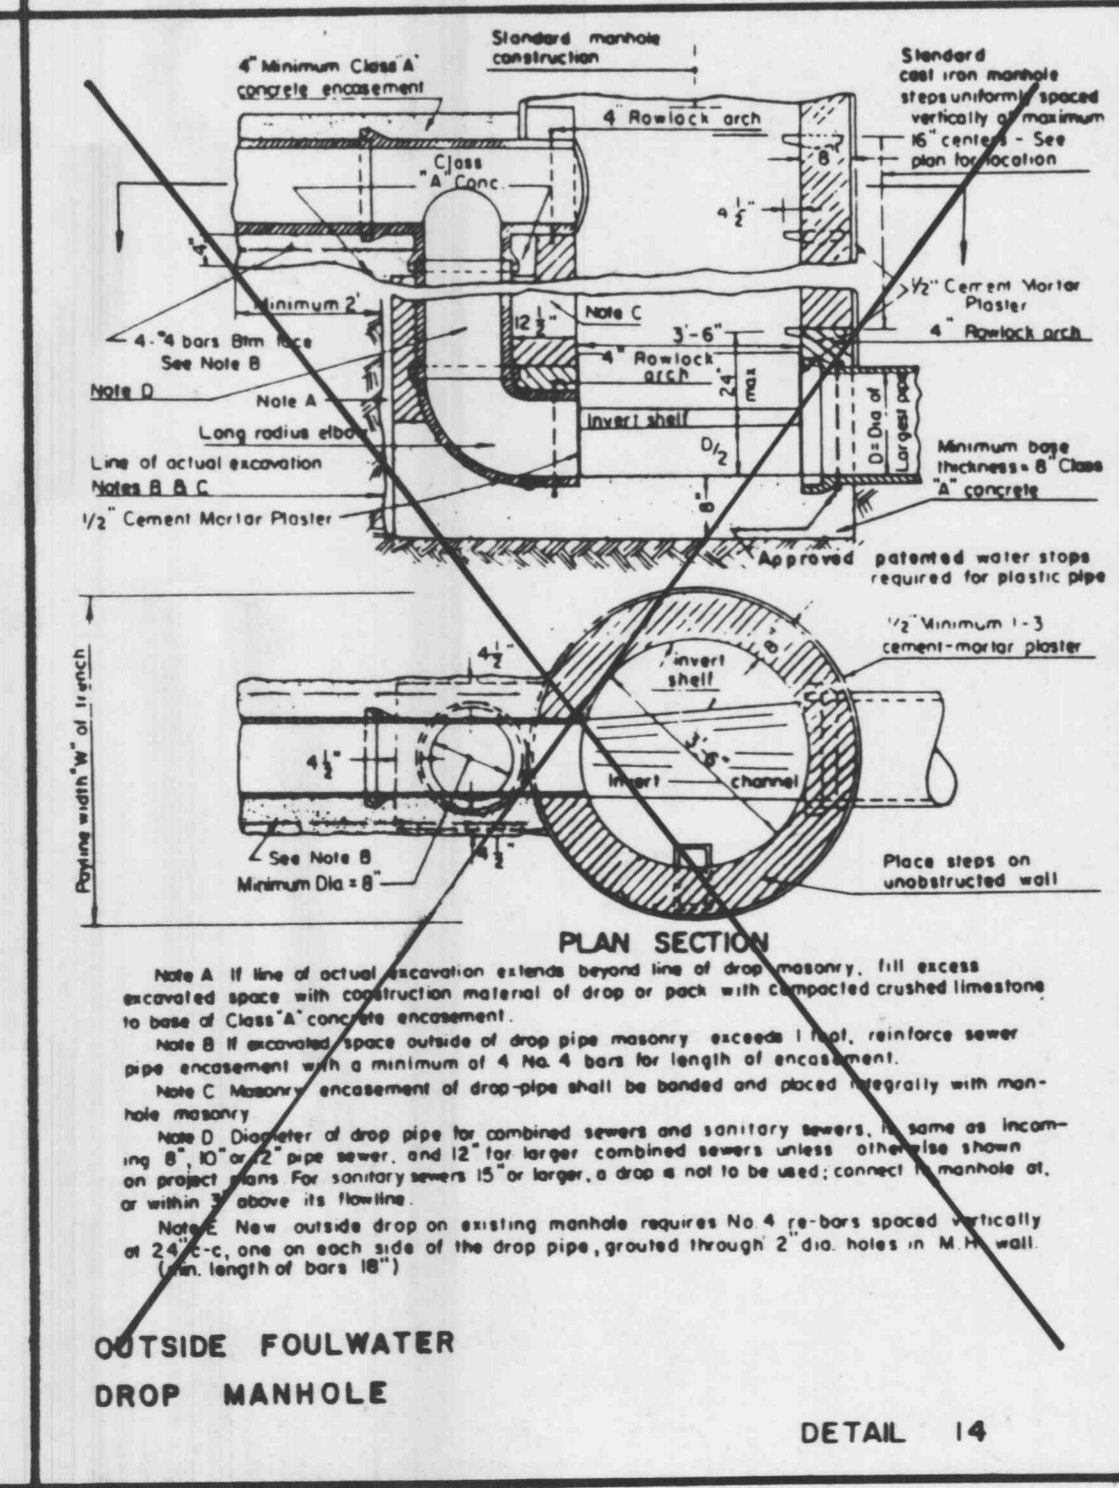 Standard manhole
construction
4" Minimum Class "A"
concrete encasement
Standard
cast iron manhole
steps uniformly spaced
vertically at maximum
16" centers - See
plan for location
4" Rowlock arch
Class
"A" Conc.
8"
4 1/2"
4"
Minimum 2'
1/2" Cement Mortar
Plaster
4-#4 bars Btm face
See Note B
12 1/2"
Note C
3'-6"
4" Rowlock arch
4" Rowlock
arch
24"
max
Note D
Note A
Invert shelf
D/2
D=Dia of
Largest pipe
Long radius elbow
Line of actual excavation
Notes B & C
Minimum base
thickness = 8" Class
"A" concrete
1/2" Cement Mortar Plaster
8"
Approved patented water stops
required for plastic pipe
1/2" Minimum 1-3
cement-mortar plaster
Payline width "W" of trench
4 1/2"
invert
shelf
8"
4 1/2"
3'-6"
Invert channel
4 1/2"
See Note B
Minimum Dia = 8"
Place steps on
unobstructed wall
PLAN SECTION
Note A If line of actual excavation extends beyond line of drop masonry, fill excess
excavated space with construction material of drop or pack with compacted crushed limestone
to base of Class "A" concrete encasement.
Note B If excavated space outside of drop pipe masonry exceeds 1 foot, reinforce sewer
pipe encasement with a minimum of 4 No. 4 bars for length of encasement.
Note C Masonry encasement of drop-pipe shall be bonded and placed integrally with man-
hole masonry
Note D Diameter of drop pipe for combined sewers and sanitary sewers, is same as incom-
ing 8", 10" or 12" pipe sewer, and 12" for larger combined sewers unless otherwise shown
on project plans. For sanitary sewers 15" or larger, a drop is not to be used; connect to manhole at,
or within 3" above its flowline.
Note E New outside drop on existing manhole requires No. 4 re-bars spaced vertically
at 24" c-c, one on each side of the drop pipe, grouted through 2" dia. holes in M.H. wall.
(min. length of bars 18")
OUTSIDE FOULWATER
DROP MANHOLE
DETAIL 14